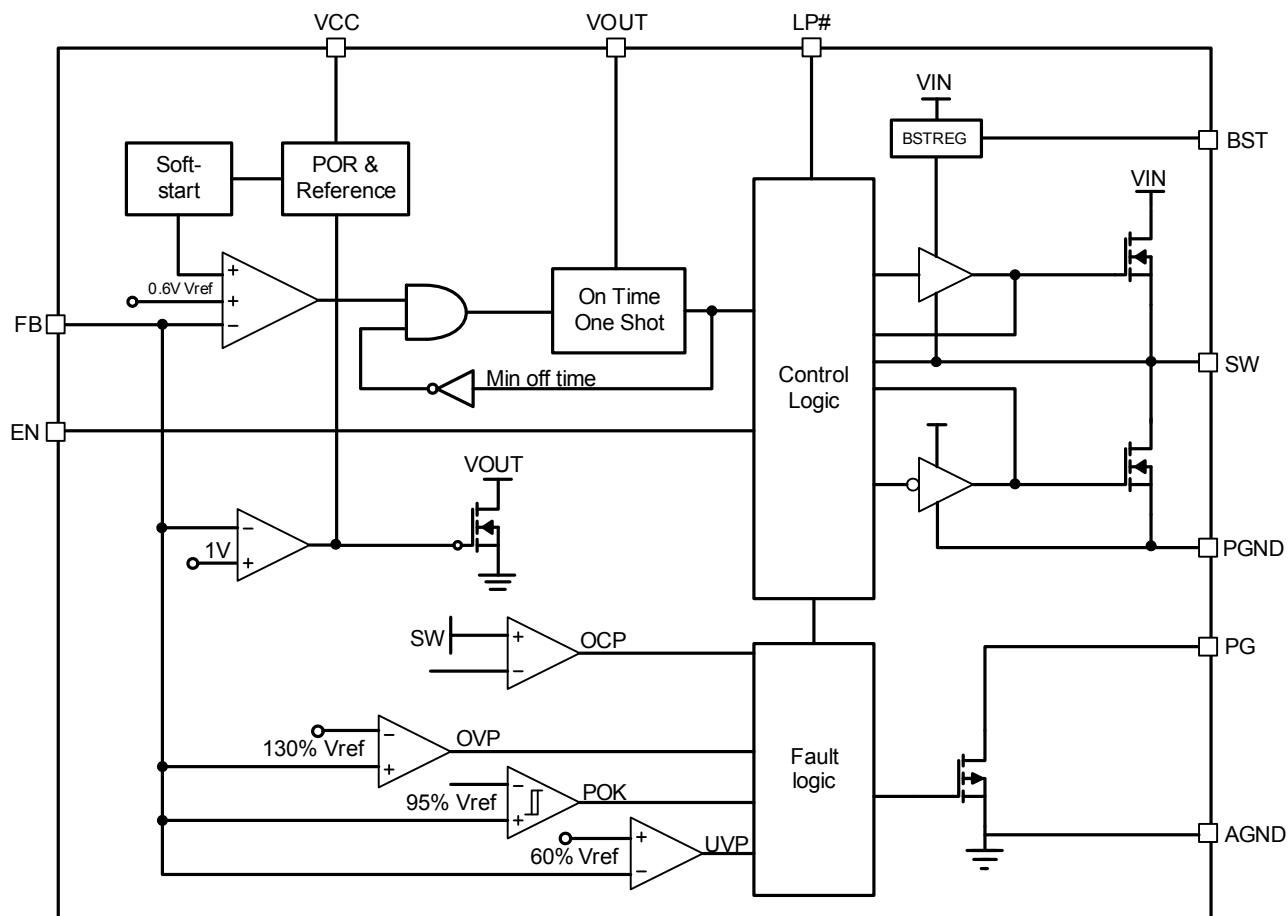 VCC
VOUT
LP#
VIN
BSTREG
BST
Soft-
start
POR &
Reference
VIN
+
0.6V Vref
+
−
FB
On Time
One Shot
Min off time
Control
Logic
SW
EN
VOUT
−
1V
+
PGND
SW
+
−
OCP
PG
130% Vref
−
+
OVP
Fault
logic
95% Vref
−
+
POK
60% Vref
+
−
UVP
AGND